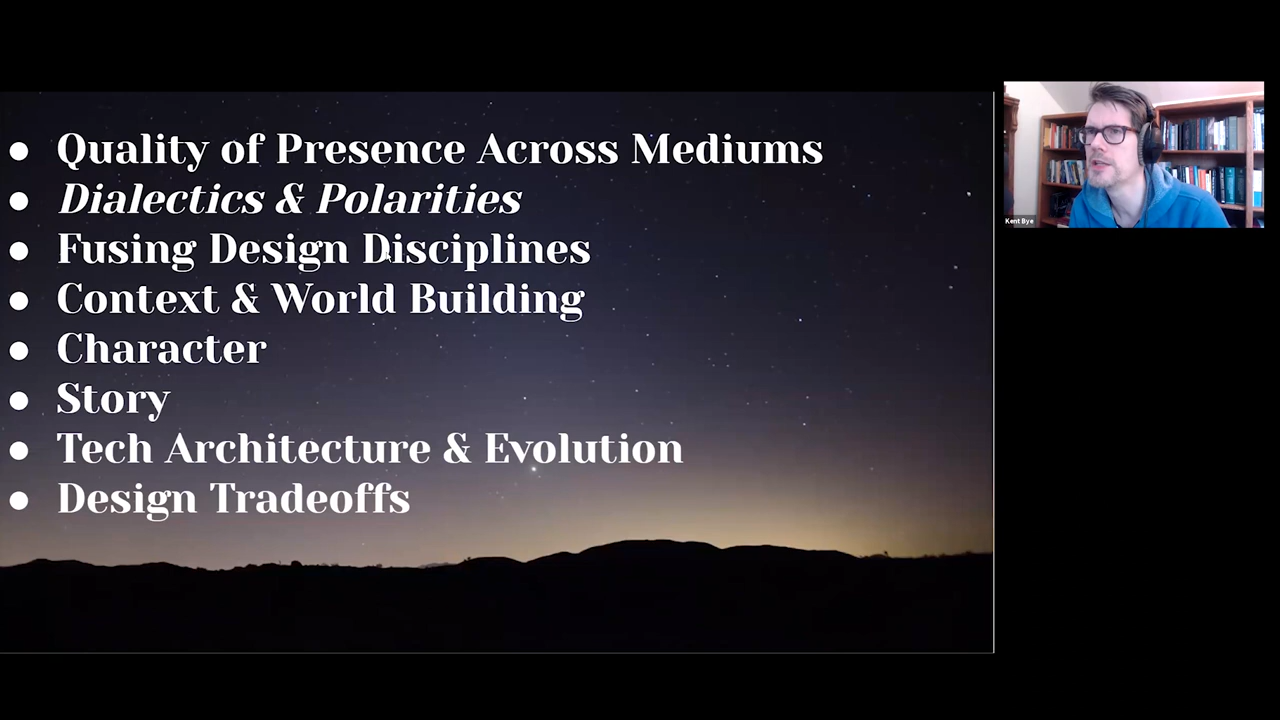 ● Quality of Presence Across Mediums
● Dialectics & Polarities
● Fusing Design Disciplines
● Context & World Building
● Character
● Story
● Tech Architecture & Evolution
● Design Tradeoffs
Kent Bye